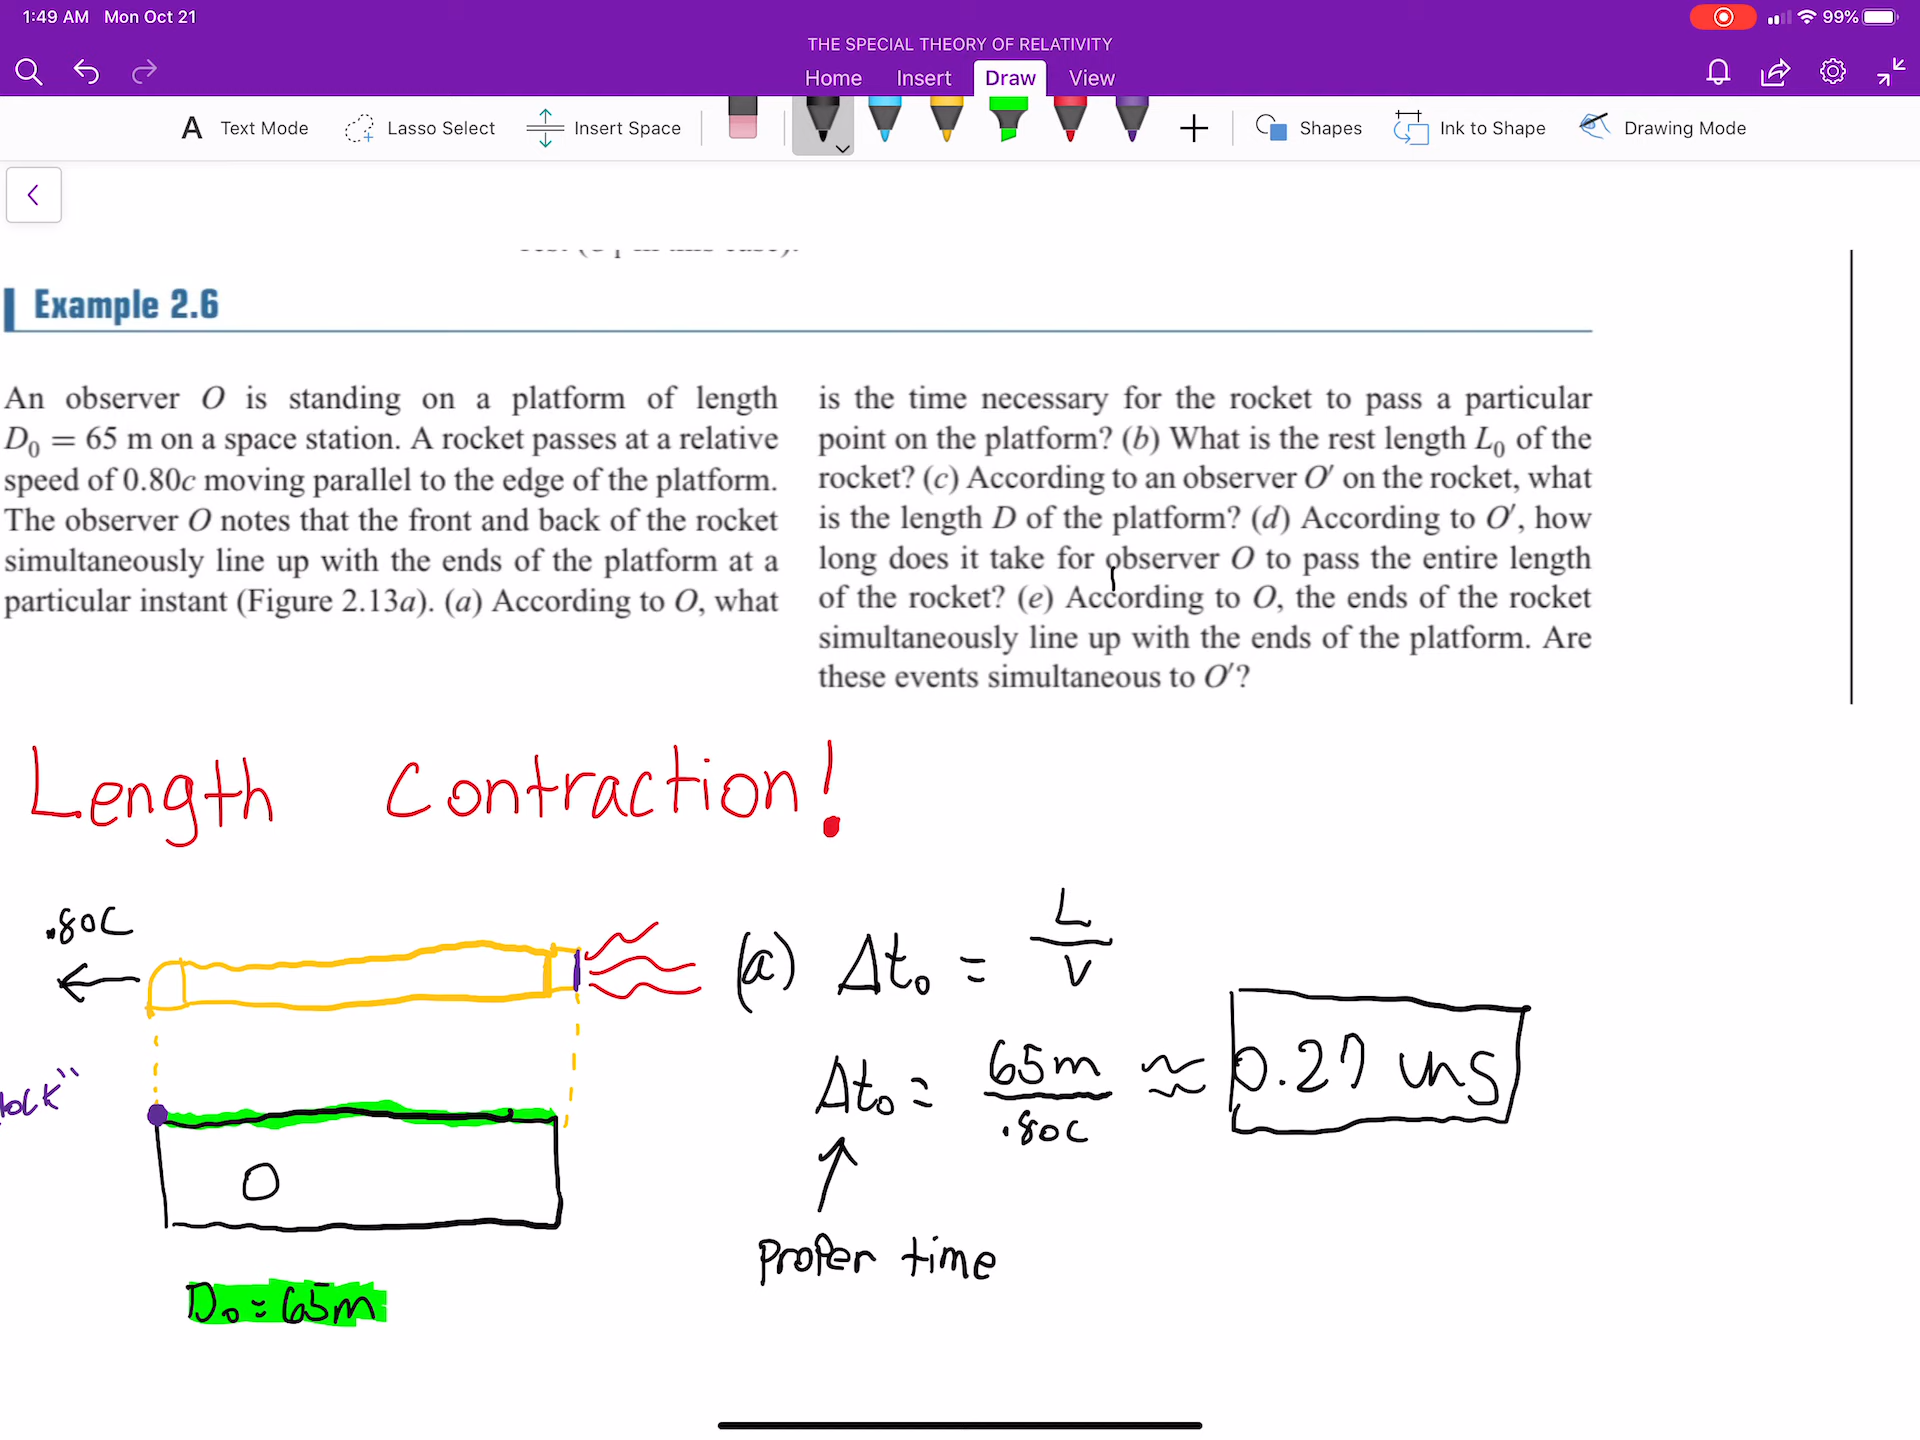 1:49 AM Mon Oct 21
99%
THE SPECIAL THEORY OF RELATIVITY
Home Insert Draw View
A Text Mode Lasso Select Insert Space Shapes Ink to Shape Drawing Mode
Example 2.6
An observer O is standing on a platform of length
D₀ = 65 m on a space station. A rocket passes at a relative
speed of 0.80c moving parallel to the edge of the platform.
The observer O notes that the front and back of the rocket
simultaneously line up with the ends of the platform at a
particular instant (Figure 2.13a). (a) According to O, what
is the time necessary for the rocket to pass a particular
point on the platform? (b) What is the rest length L₀ of the
rocket? (c) According to an observer O′ on the rocket, what
is the length D of the platform? (d) According to O′, how
long does it take for observer O to pass the entire length
of the rocket? (e) According to O, the ends of the rocket
simultaneously line up with the ends of the platform. Are
these events simultaneous to O′?
Length Contraction!
.80C
O
D₀ = 65m
(a) Δt₀ = L/v
Δt₀ = 65m/.80C ≈ 0.27 μs
Proper time